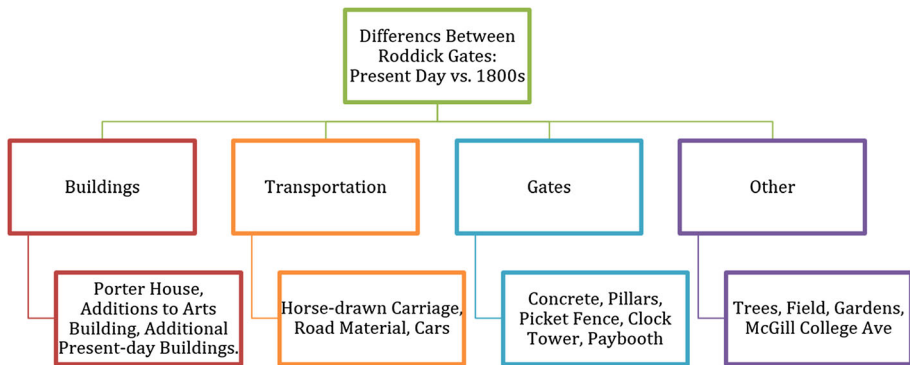 Differencs Between
Roddick Gates:
Present Day vs. 1800s
Buildings
Transportation
Gates
Other
Porter House,
Additions to Arts
Building, Additional
Present-day Buildings.
Horse-drawn Carriage,
Road Material, Cars
Concrete, Pillars,
Picket Fence, Clock
Tower, Paybooth
Trees, Field, Gardens,
McGill College Ave